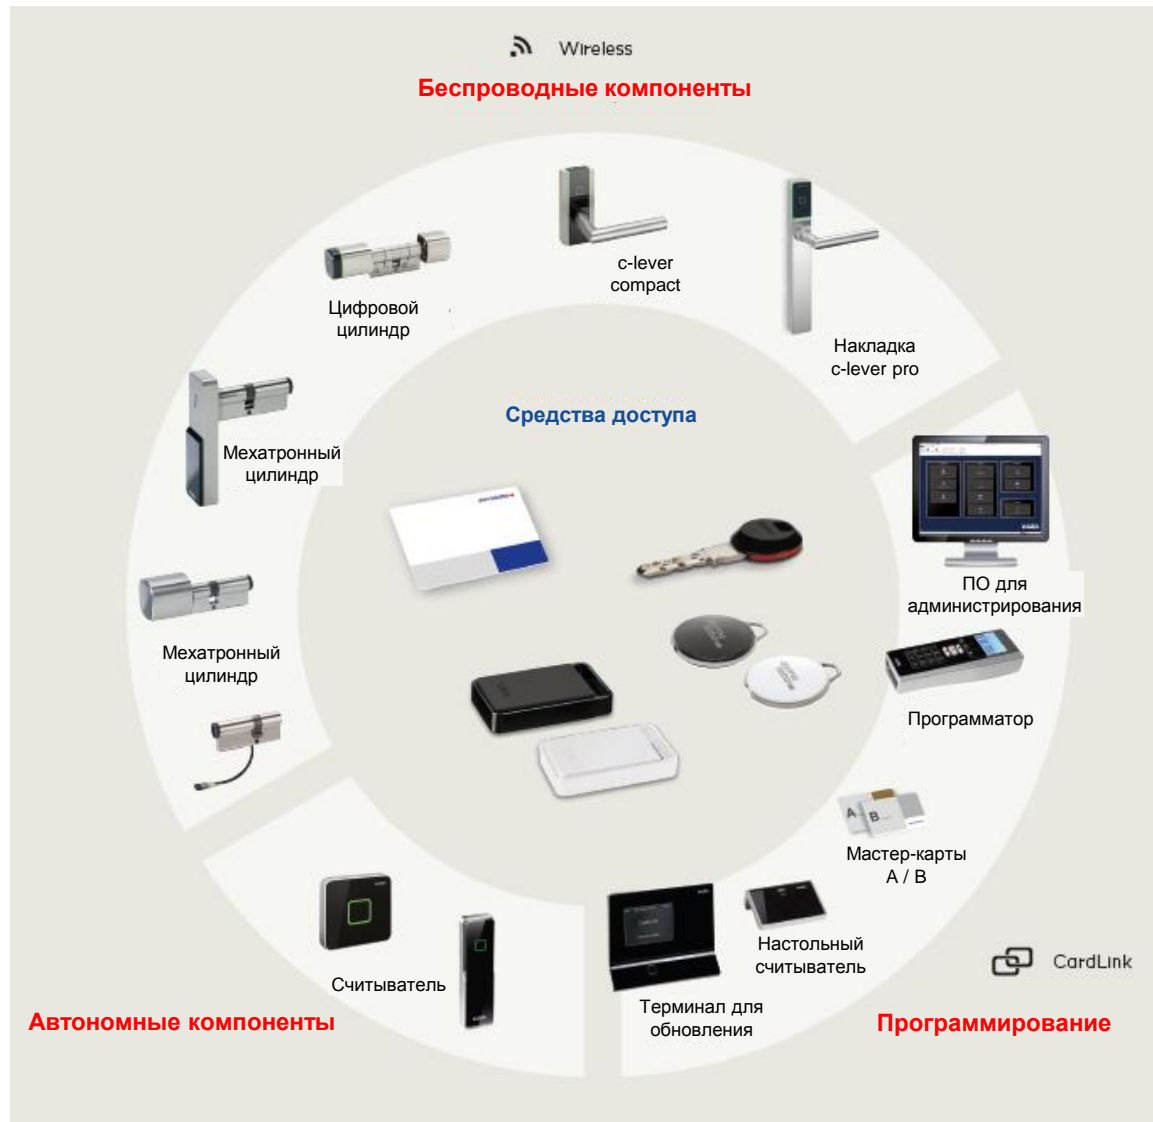 Wireless
Беспроводные компоненты
c-lever
compact
Цифровой
цилиндр
Накладка
c-lever pro
Средства доступа
Мехатронный
цилиндр
ПО для
администрирования
Мехатронный
цилиндр
Программатор
A
B
Мастер-карты
A / B
Настольный
считыватель
CardLink
Считыватель
Терминал для
обновления
Автономные компоненты
Программирование